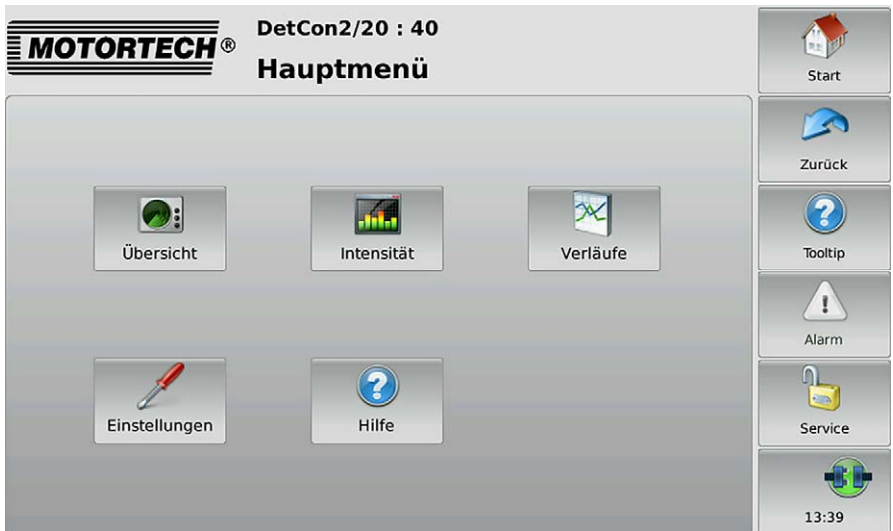 MOTORTECH®
DetCon2/20 : 40
Hauptmenü
Start
Zurück
Tooltip
Alarm
Service
13:39
Übersicht
Intensität
Verläufe
Einstellungen
Hilfe